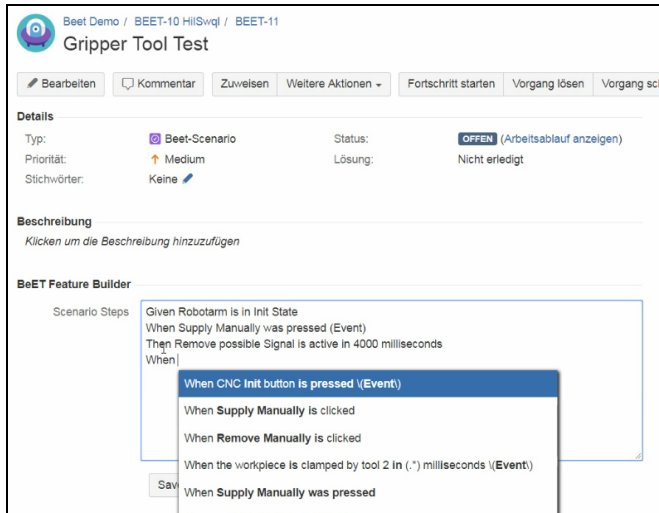 Beet Demo / BEET-10 HilSwql / BEET-11
Gripper Tool Test
Bearbeiten Kommentar Zuweisen Weitere Aktionen Fortschritt starten Vorgang lösen Vorgang
Details
Typ: Beet-Scenario Status: OFFEN (Arbeitsablauf anzeigen)
Priorität: Medium Lösung: Nicht erledigt
Stichwörter: Keine
Beschreibung
Klicken um die Beschreibung hinzuzufügen
BeET Feature Builder
Scenario Steps Given Robotarm is in Init State
When Supply Manually was pressed (Event)
Then Remove possible Signal is active in 4000 milliseconds
When
When CNC Init button is pressed \(Event\)
When Supply Manually is clicked
When Remove Manually is clicked
When the workpiece is clamped by tool 2 in (.*) milliseconds \(Event\)
Sav When Supply Manually was pressed